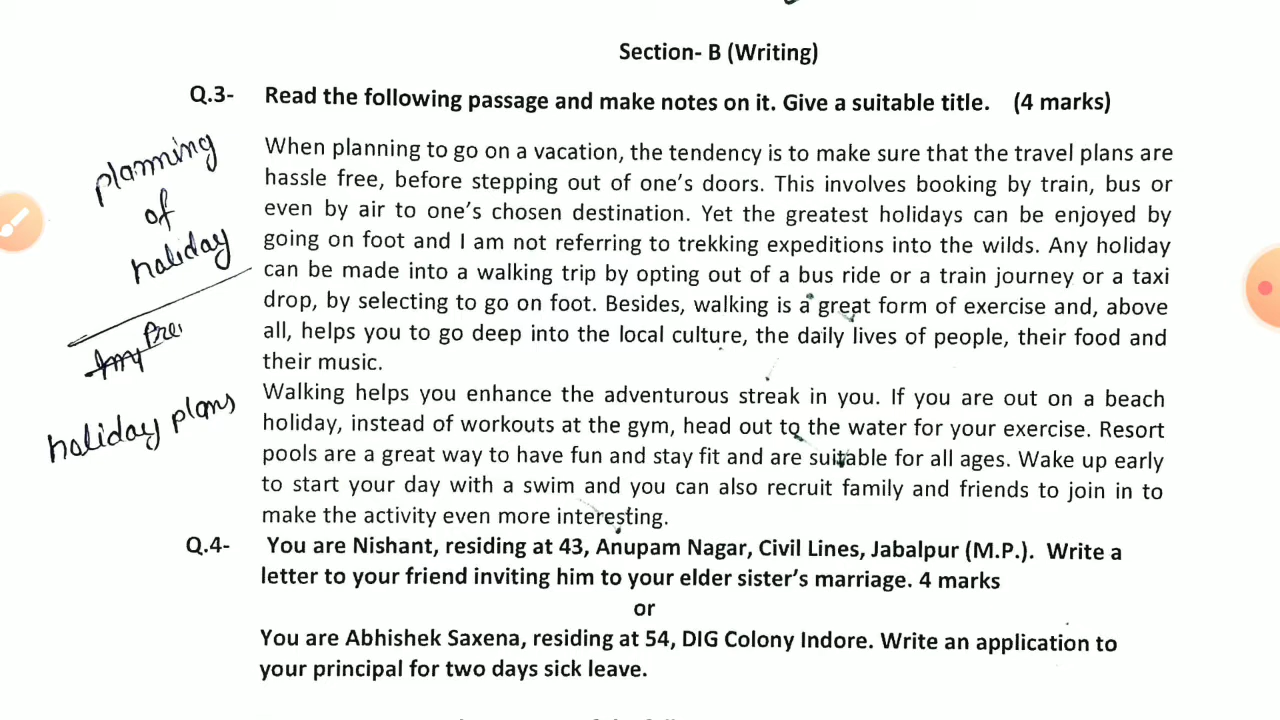 Section- B (Writing)
Q.3- Read the following passage and make notes on it. Give a suitable title. (4 marks)
planning
of
holiday
Pre
holiday plans
When planning to go on a vacation, the tendency is to make sure that the travel plans are
hassle free, before stepping out of one's doors. This involves booking by train, bus or
even by air to one's chosen destination. Yet the greatest holidays can be enjoyed by
going on foot and I am not referring to trekking expeditions into the wilds. Any holiday
can be made into a walking trip by opting out of a bus ride or a train journey or a taxi
drop, by selecting to go on foot. Besides, walking is a great form of exercise and, above
all, helps you to go deep into the local culture, the daily lives of people, their food and
their music.
Walking helps you enhance the adventurous streak in you. If you are out on a beach
holiday, instead of workouts at the gym, head out to the water for your exercise. Resort
pools are a great way to have fun and stay fit and are suitable for all ages. Wake up early
to start your day with a swim and you can also recruit family and friends to join in to
make the activity even more interesting.
Q.4- You are Nishant, residing at 43, Anupam Nagar, Civil Lines, Jabalpur (M.P.). Write a
letter to your friend inviting him to your elder sister's marriage. 4 marks
or
You are Abhishek Saxena, residing at 54, DIG Colony Indore. Write an application to
your principal for two days sick leave.